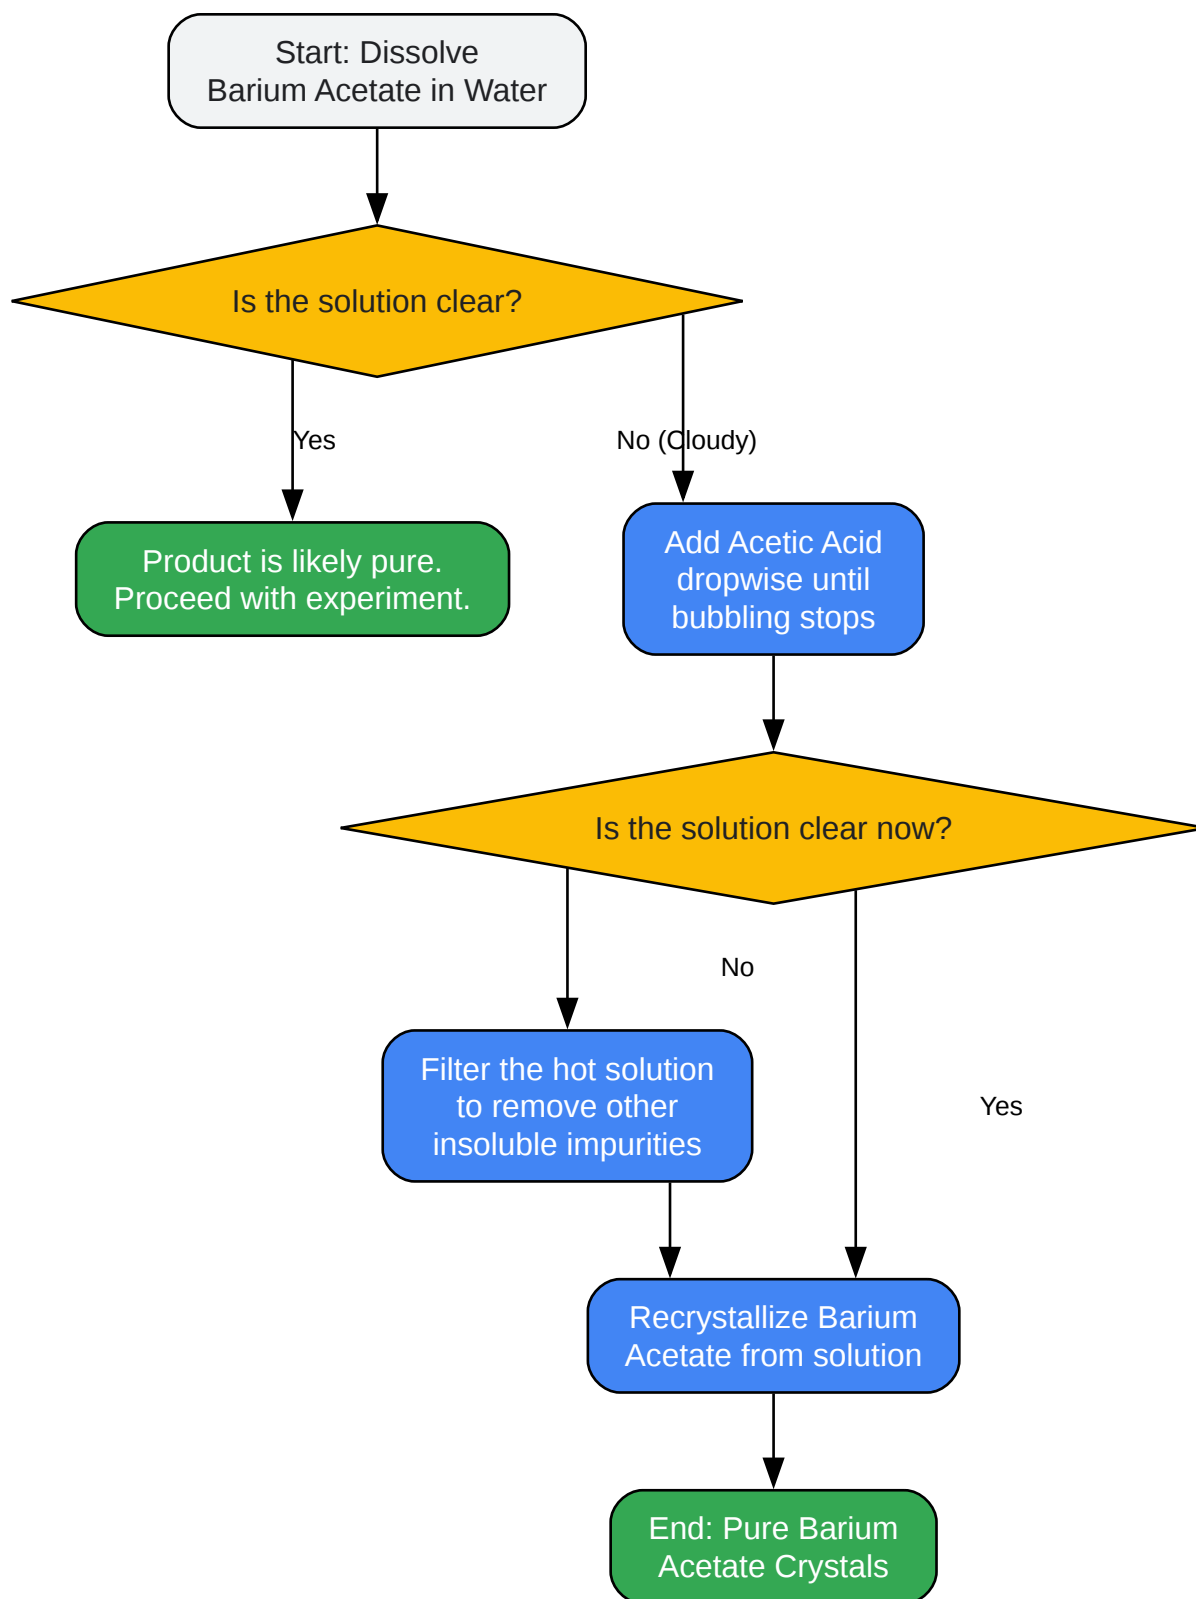 Start: Dissolve
Barium Acetate in Water
Is the solution clear?
Yes
No (Cloudy)
Product is likely pure.
Proceed with experiment.
Add Acetic Acid
dropwise until
bubbling stops
Is the solution clear now?
No
Filter the hot solution
to remove other
insoluble impurities
Yes
Recrystallize Barium
Acetate from solution
End: Pure Barium
Acetate Crystals